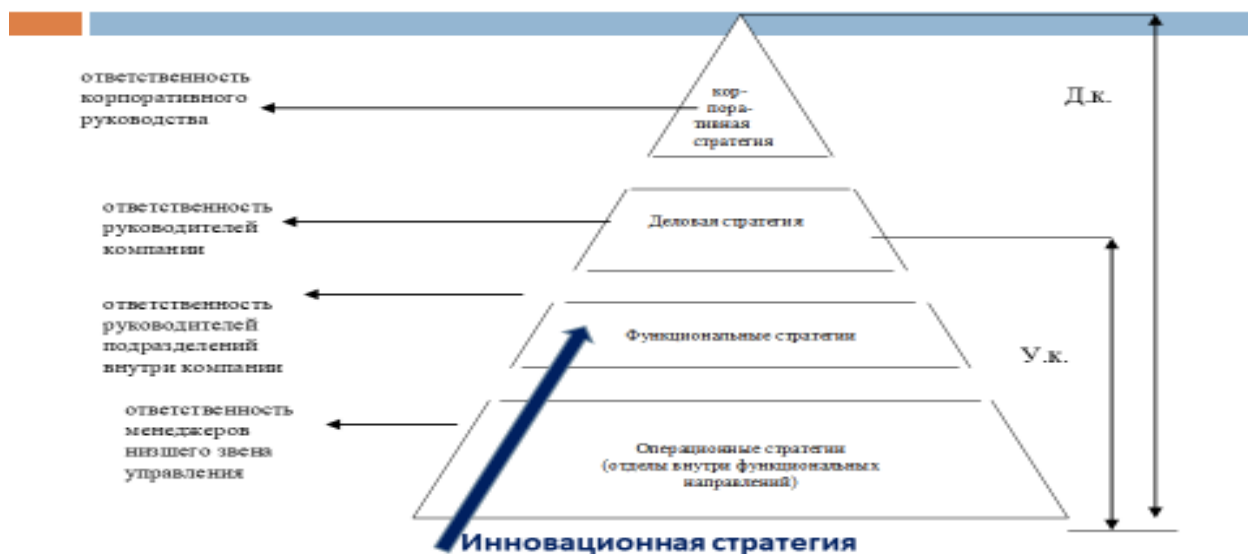 ответственность
корпоративного
руководства
кор-
пора-
тивная
стратегия
Д.к.
ответственность
руководителей
компании
Деловая стратегия
ответственность
руководителей
подразделений
внутри компании
Функциональные стратегии
У.к.
ответственность
менеджеров
низшего звена
управления
Операционные стратегии
(отделы внутри функциональных
направлений)
Инновационная стратегия